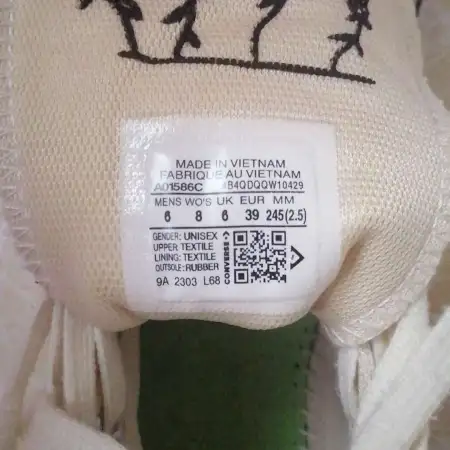 MADE IN VIETNAM
FABRIQUE AU VIETNAM
A01586C B4QDQQW10429
MENS WO'S UK EUR MM
6 8 6 39 245(2.5)
GENDER: UNISEX
UPPER: TEXTILE
LINING: TEXTILE
OUTSOLE: RUBBER
CONVERSE
9A 2303 L68